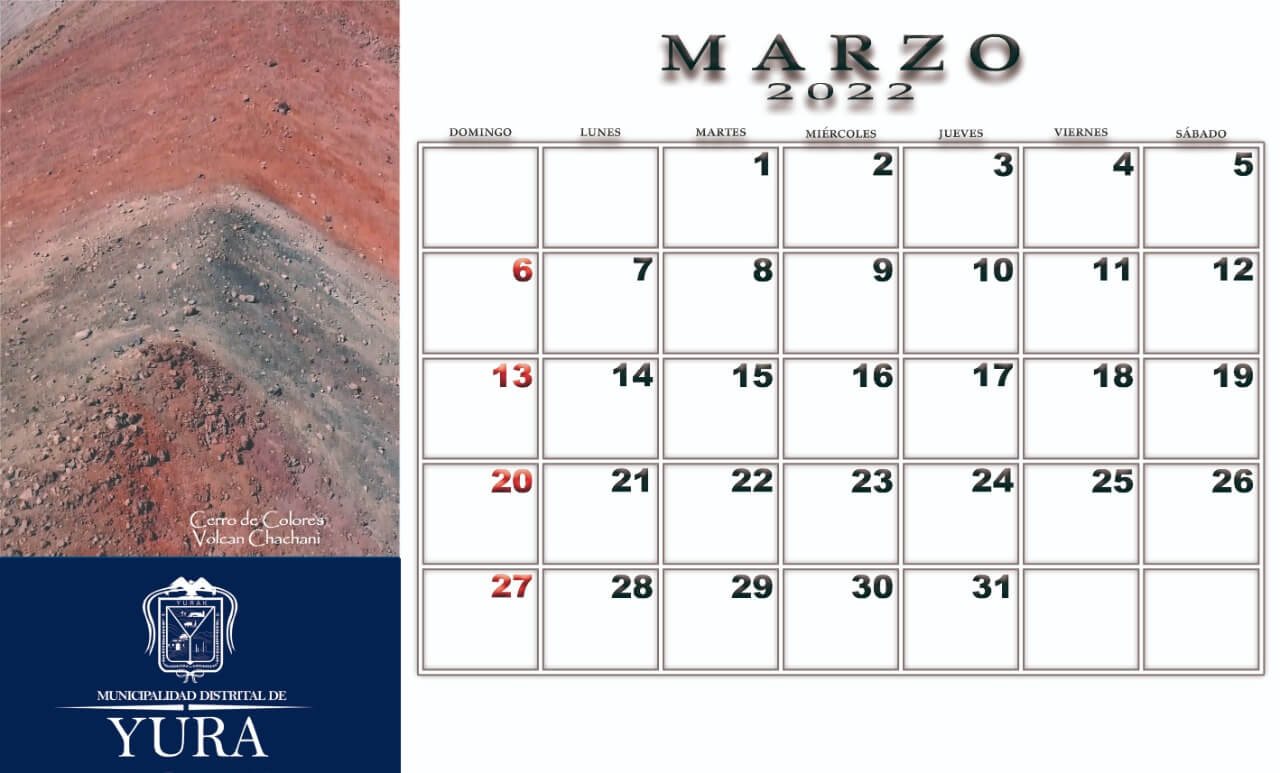 MARZO
2022
DOMINGO LUNES MARTES MIÉRCOLES JUEVES VIERNES SÁBADO
1 2 3 4 5
6 7 8 9 10 11 12
13 14 15 16 17 18 19
20 21 22 23 24 25 26
27 28 29 30 31
Cerro de Colores
Volcan Chachani
YURAK
MUNICIPALIDAD DISTRITAL DE
YURA